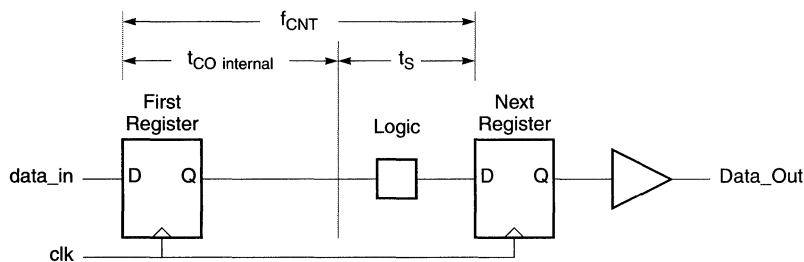 fCNT
tCO internal
tS
First
Register
Logic
Next
Register
data_in
D
Q
D
Q
Data_Out
clk